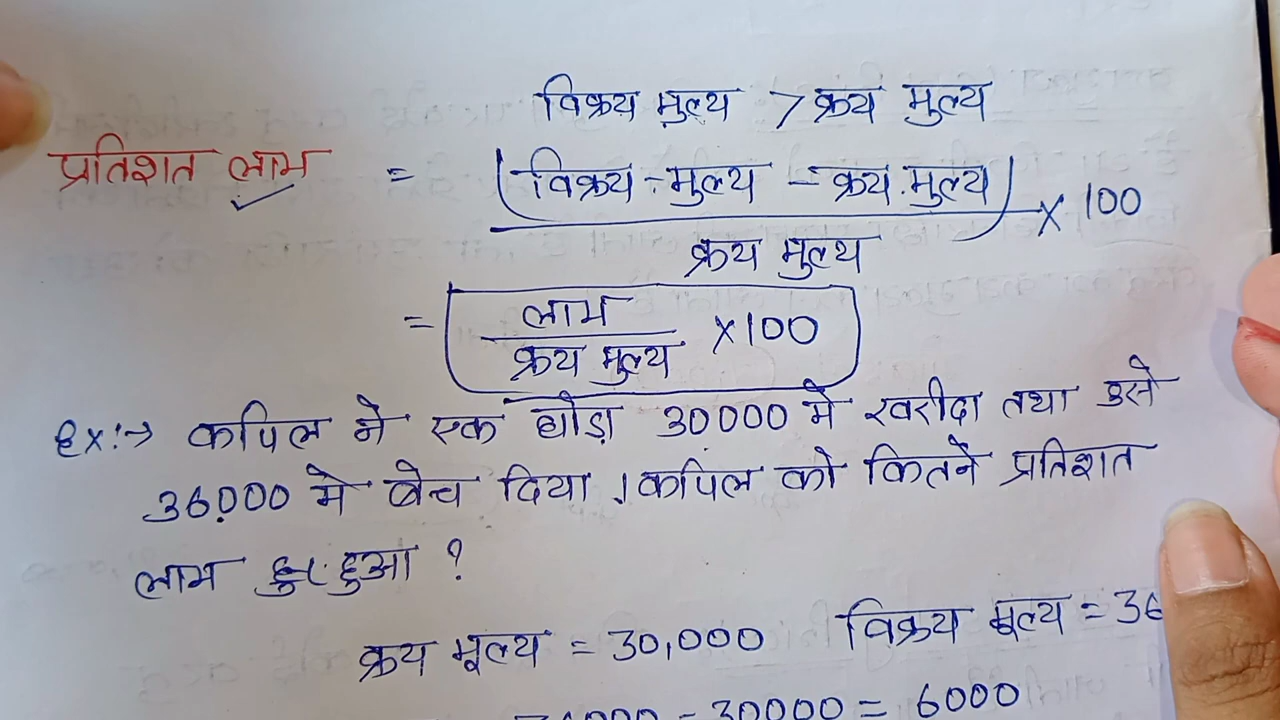 विक्रय मुल्य > क्रय मुल्य
प्रतिशत लाभ = (विक्रय मुल्य - क्रय मुल्य) × 100
क्रय मुल्य
= लाभ × 100
क्रय मुल्य
Ex:→ कपिल ने एक घोड़ा 30000 मे खरीदा तथा उसे
36000 मे बेच दिया । कपिल को कितने प्रतिशत
लाभ हुआ ?
क्रय मूल्य = 30,000 विक्रय मूल्य = 36
- 30000 = 6000